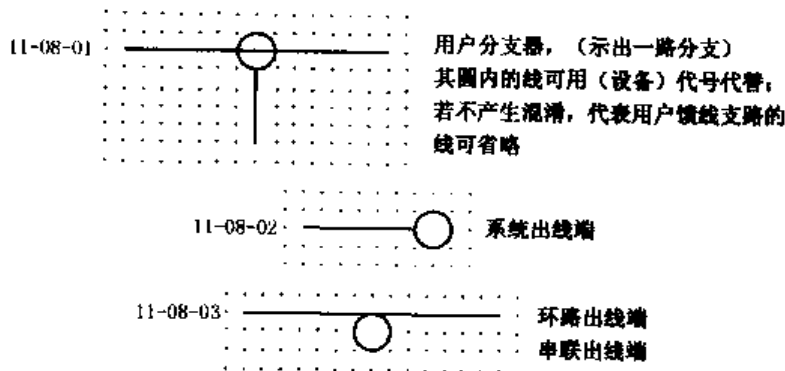 11-08-01
用户分支器，（示出一路分支）
其圆内的线可用（设备）代号代替；
若不产生混淆，代表用户馈线支路的
线可省略
11-08-02
系统出线端
11-08-03
环路出线端
串联出线端